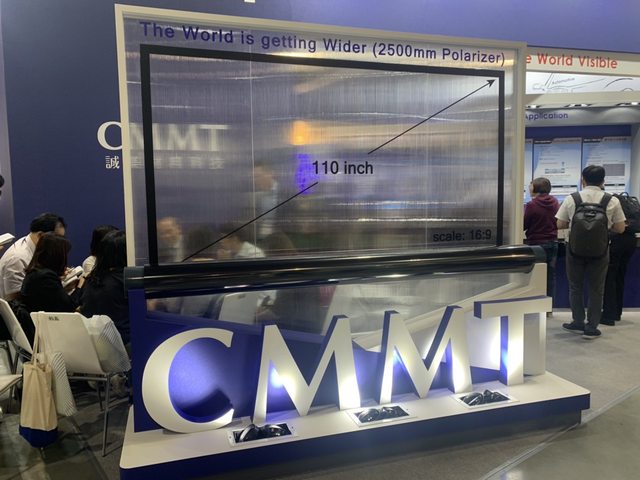 The World is getting Wider (2500mm Polarizer)
110 inch
scale: 16:9
CMMT
CMMT
e World Visible
Application